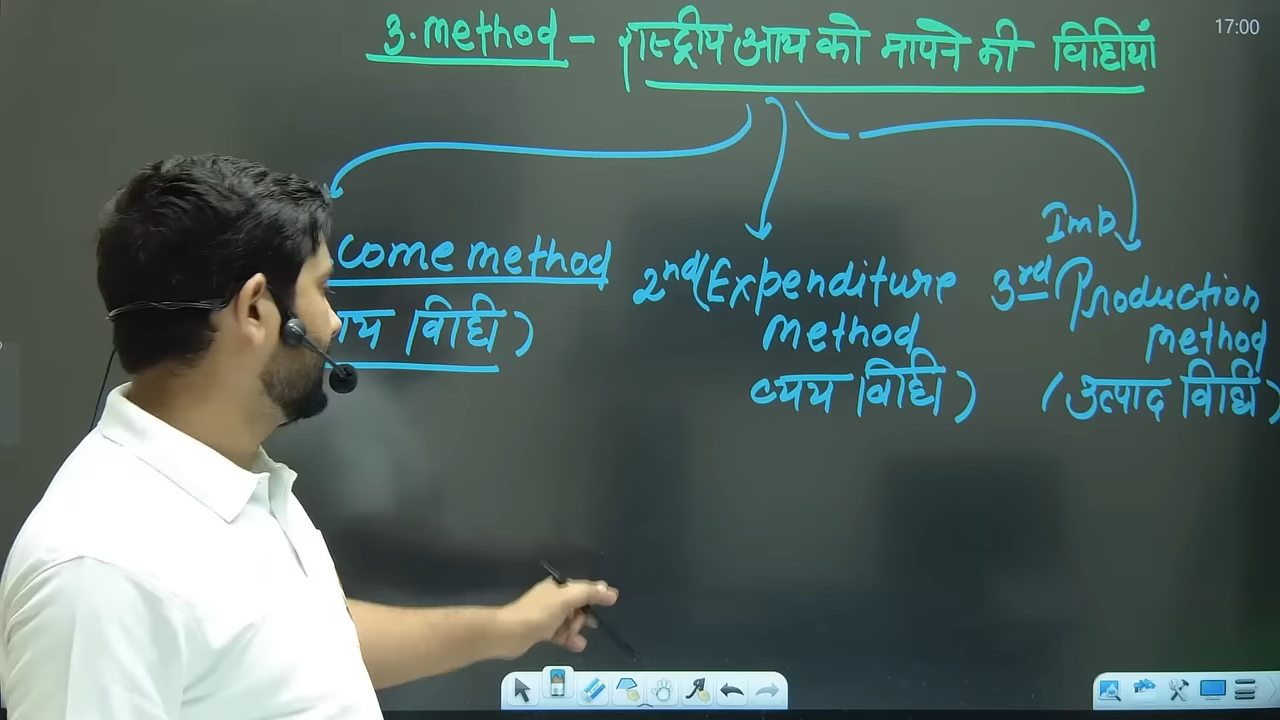 3. method - राष्ट्रीय आय को मापने की विधियां
17:00
come method
विधि)
2nd Expenditure
method
व्यय विधि)
Imp
3rd Production
method
(उत्पाद विधि)